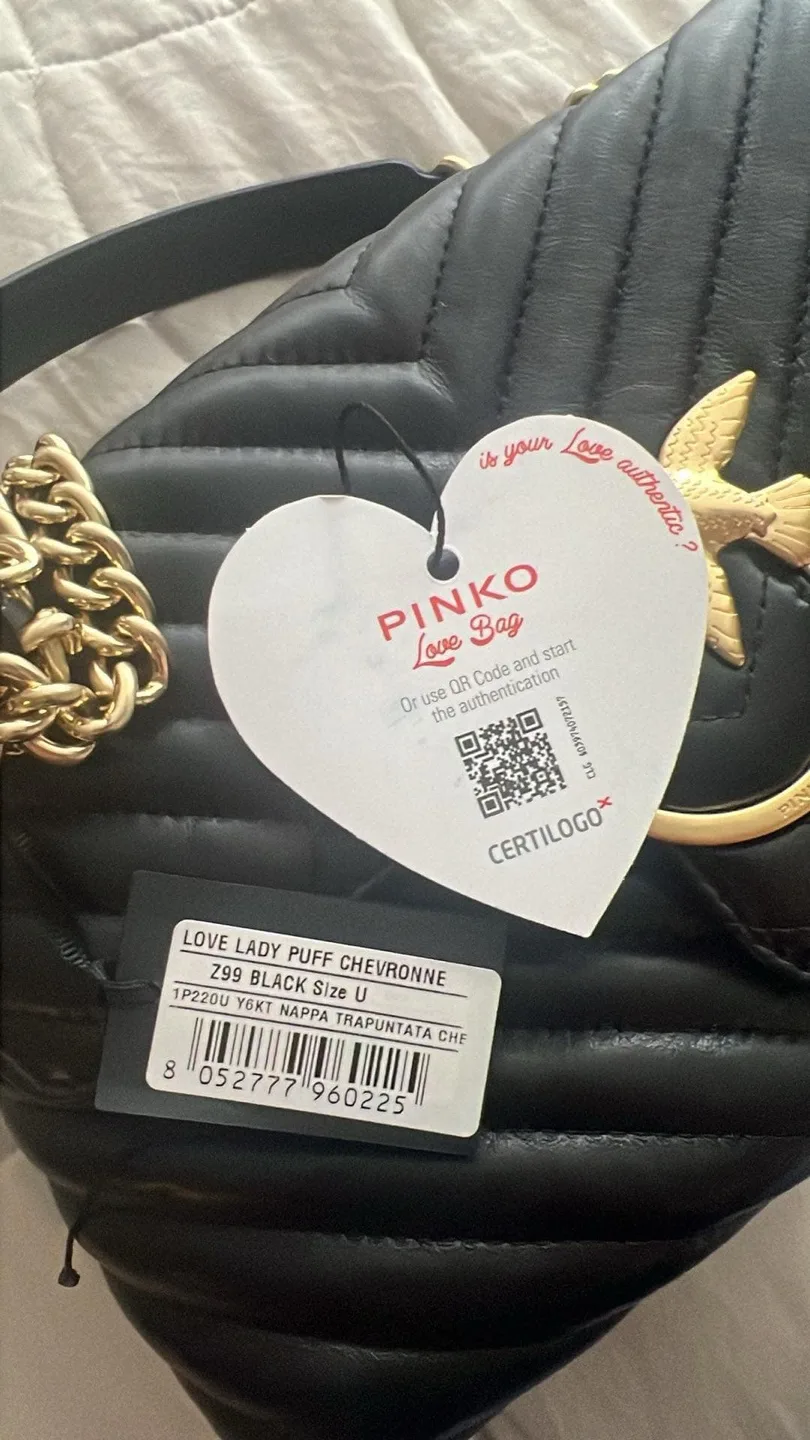 is your Love authentic ?
PINKO
Love Bag
Or use QR Code and start
the authentication
CERTILOGO
LOVE LADY PUFF CHEVRONNE
Z99 BLACK Size U
1P220U Y6KT NAPPA TRAPUNTATA CHE
8 052777 960225